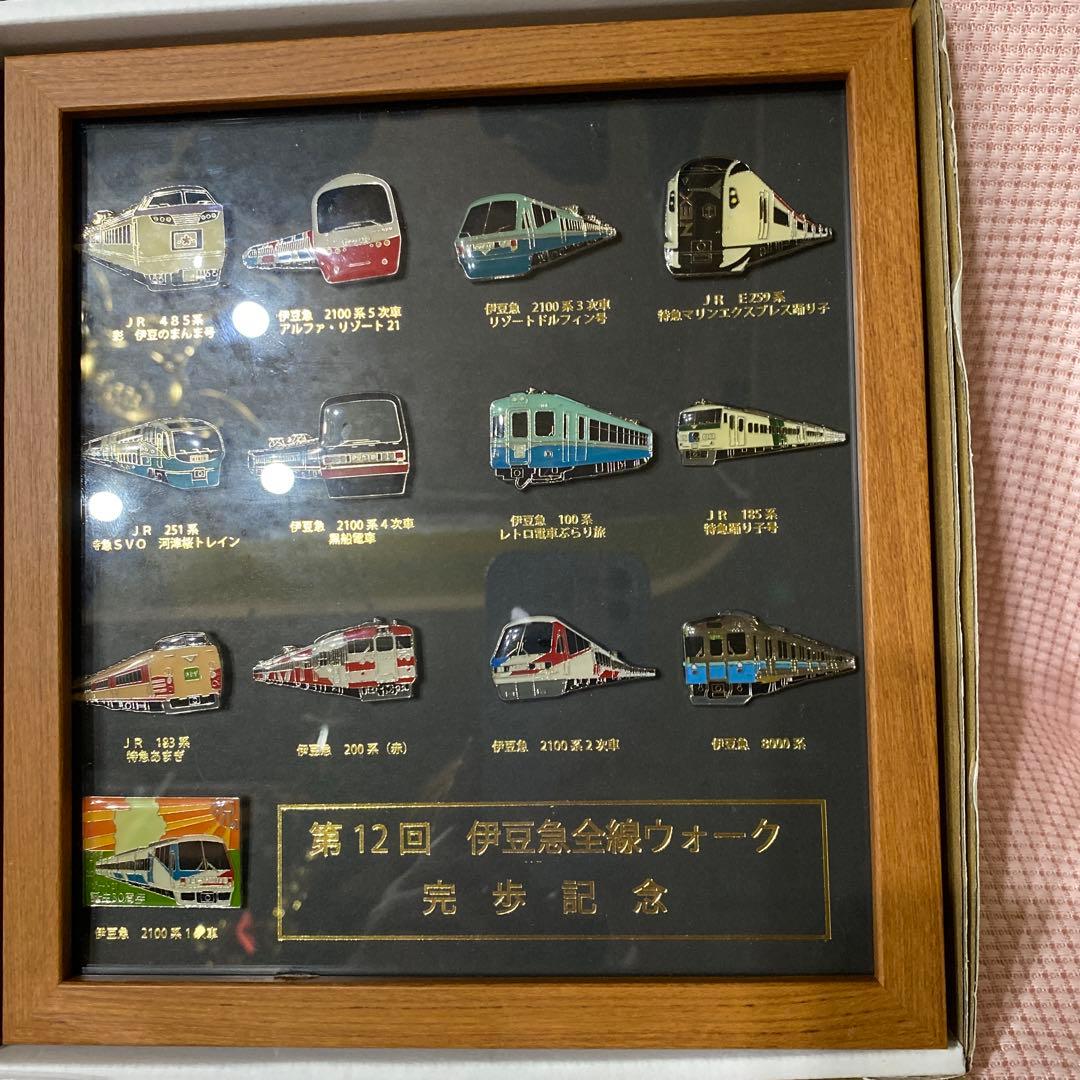 JR 485系
彩 伊豆のまんま号
伊豆急 2100系5次車
アルファ・リゾート21
伊豆急 2100系3次車
リゾートドルフィン号
JR E259系
特急マリンエクスプレス踊り子
NEX
JR 251系
特急SVO 河津桜トレイン
伊豆急 2100系4次車
黒船電車
伊豆急 100系
レトロ電車ぶらり旅
JR 185系
特急踊り子号
JR 183系
特急あまぎ
伊豆急 200系(赤)
伊豆急 2100系2次車
伊豆急 8000系
30周年
伊豆急 2100系1次車
第12回 伊豆急全線ウォーク
完歩記念